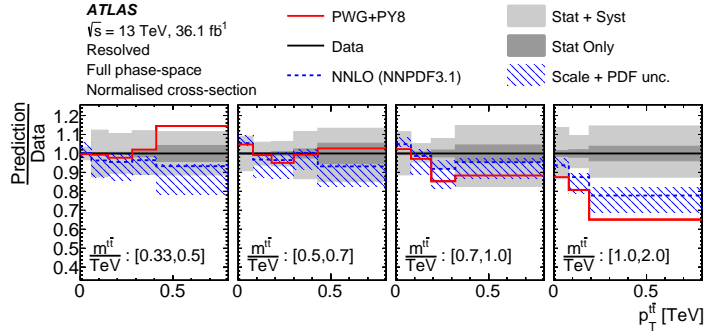 ATLAS
√s = 13 TeV, 36.1 fb⁻¹
Resolved
Full phase-space
Normalised cross-section
PWG+PY8
Data
NNLO (NNPDF3.1)
Stat + Syst
Stat Only
Scale + PDF unc.
Prediction
Data
1.2
1.1
1.0
0.9
0.8
0.7
0.6
0.5
0.4
m^{tt̄}/TeV : [0.33,0.5]
m^{tt̄}/TeV : [0.5,0.7]
m^{tt̄}/TeV : [0.7,1.0]
m^{tt̄}/TeV : [1.0,2.0]
0 0.5 0 0.5 0 0.5 0 0.5
p_T^{tt̄} [TeV]